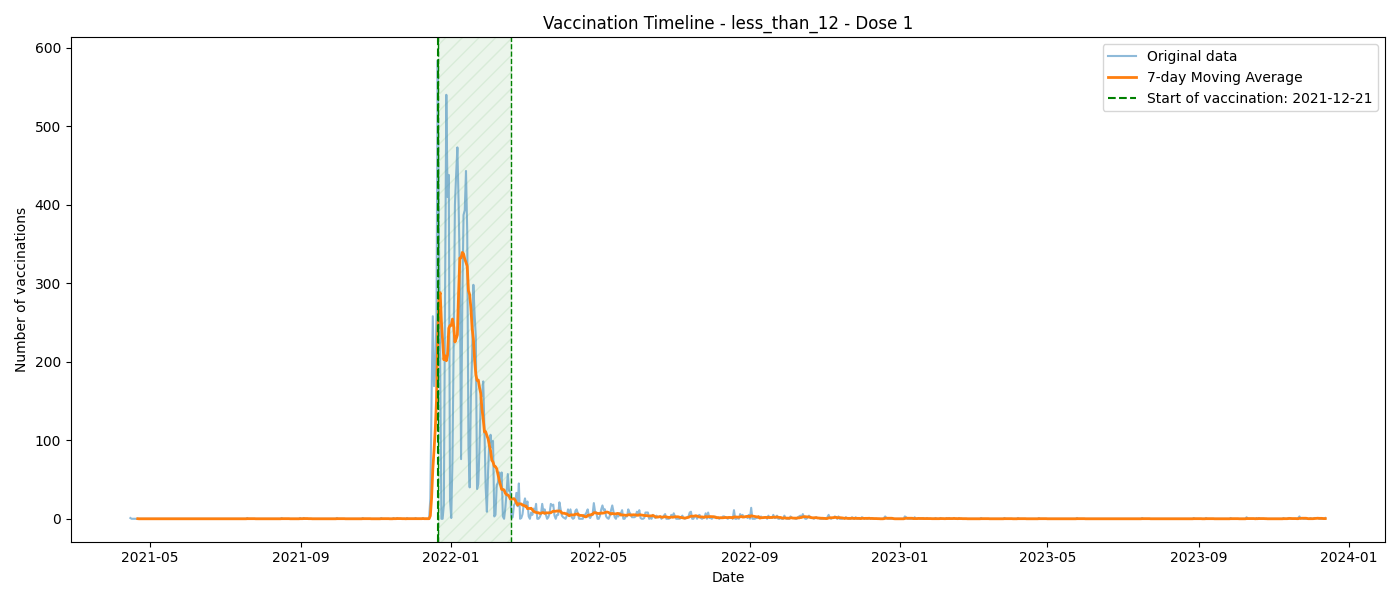 Vaccination Timeline - less_than_12 - Dose 1
Original data
7-day Moving Average
Start of vaccination: 2021-12-21
Number of vaccinations
600
500
400
300
200
100
0
2021-05 2021-09 2022-01 2022-05 2022-09 2023-01 2023-05 2023-09 2024-01
Date